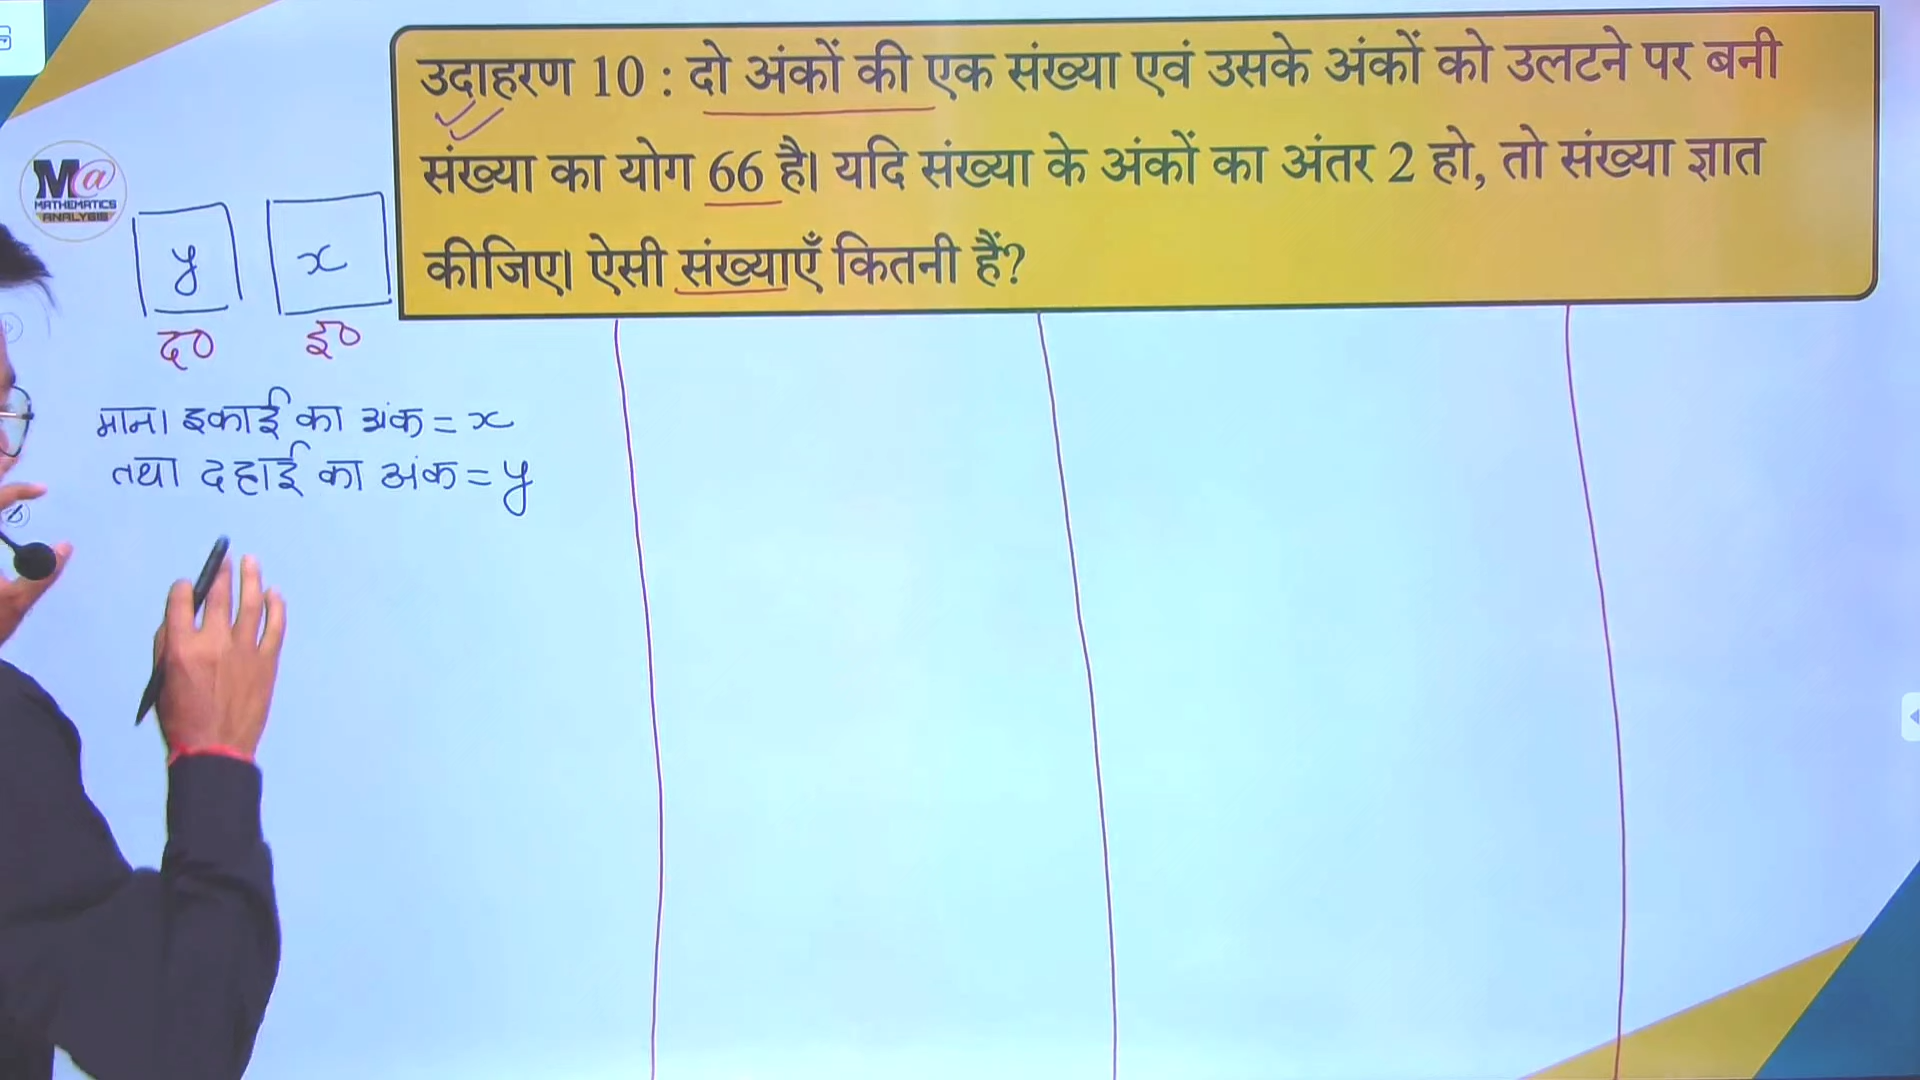 उदाहरण 10 : दो अंकों की एक संख्या एवं उसके अंकों को उलटने पर बनी
संख्या का योग 66 है। यदि संख्या के अंकों का अंतर 2 हो, तो संख्या ज्ञात
कीजिए। ऐसी संख्याएँ कितनी हैं?
M@
MATHEMATICS
ANALYSIS
y x
द० इ०
माना इकाई का अंक = x
तथा दहाई का अंक = y